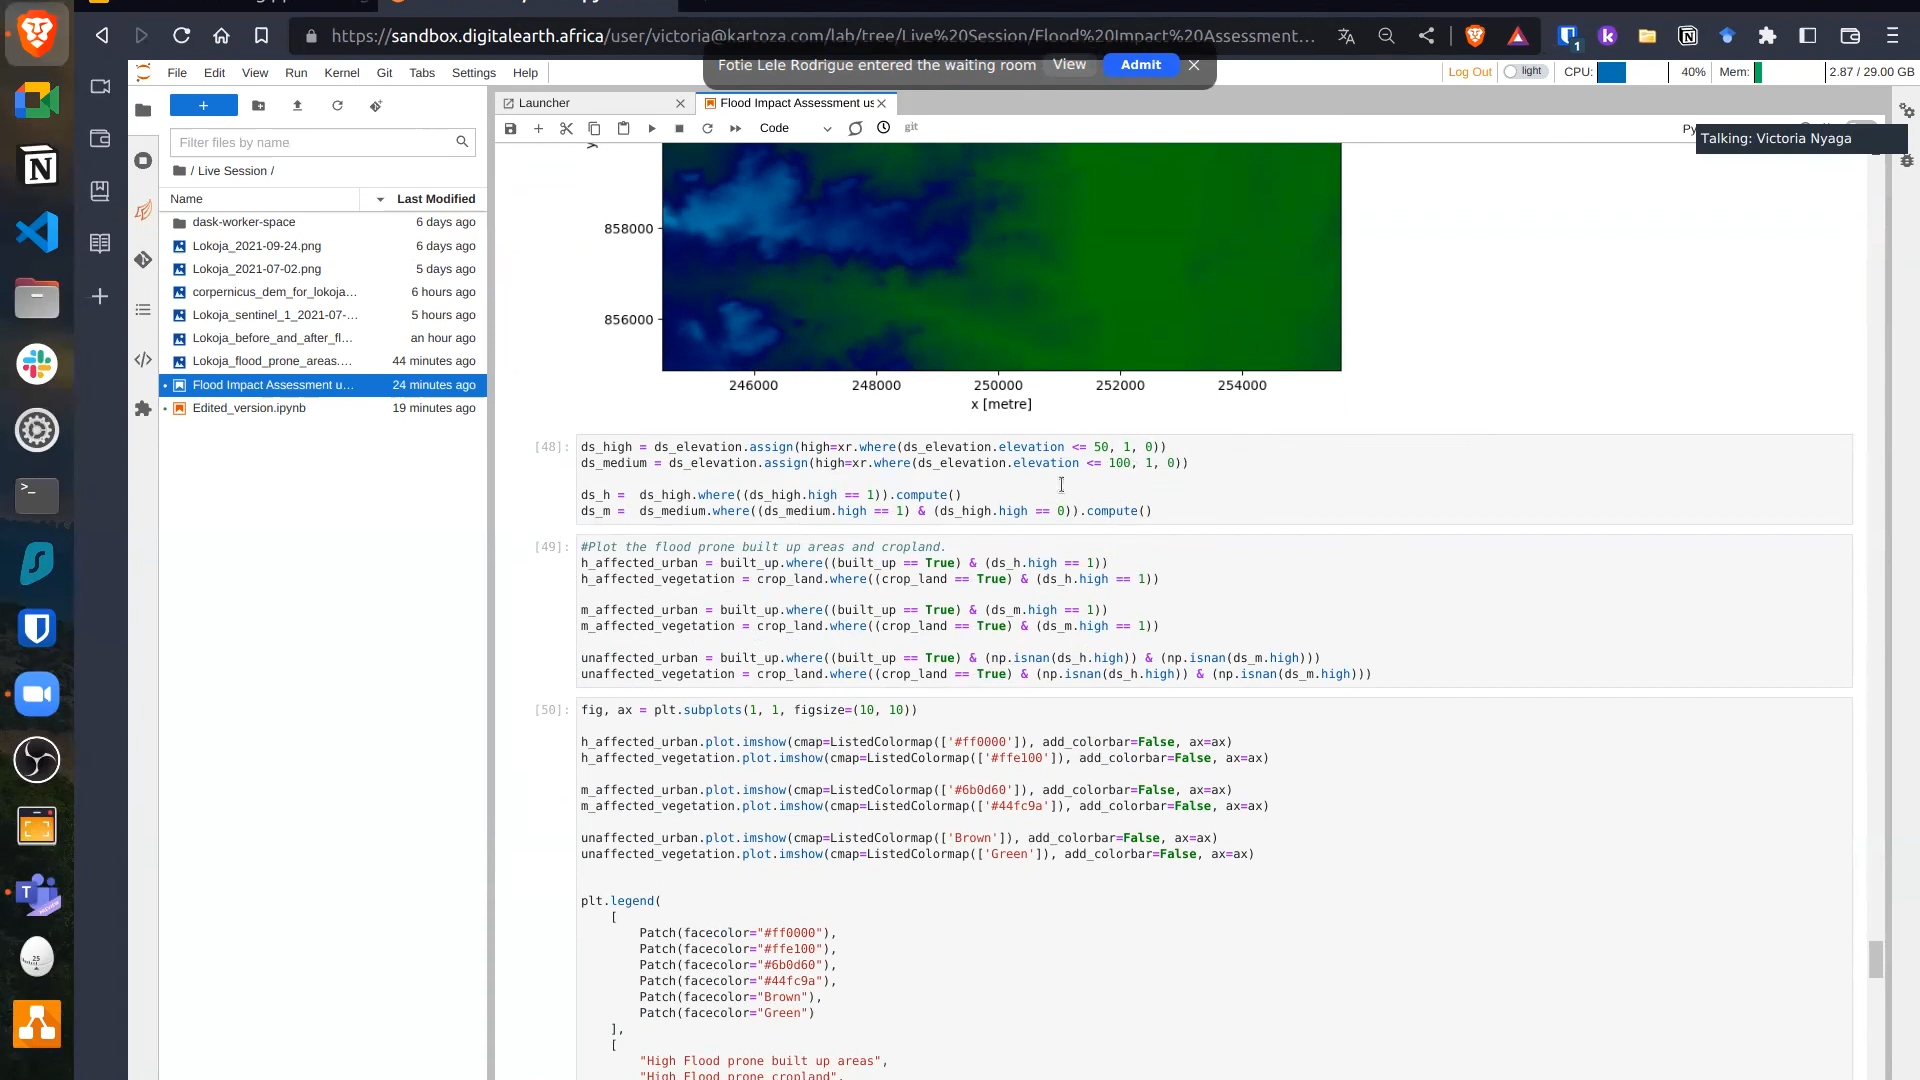 https://sandbox.digitalearth.africa/user/victoria@kartoza.com/lab/tree/Live%20Session/Flood%20Impact%20Assessment...
1
Fotie Lele Rodrigue entered the waiting room View Admit
File Edit View Run Kernel Git Tabs Settings Help
Log Out light CPU: 40% Mem: 2.87 / 29.00 GB
Launcher
Flood Impact Assessment us
Code
git
Py
Talking: Victoria Nyaga
Filter files by name
/ Live Session /
Name Last Modified
dask-worker-space 6 days ago
Lokoja_2021-09-24.png 6 days ago
Lokoja_2021-07-02.png 5 days ago
corpernicus_dem_for_lokoja... 6 hours ago
Lokoja_sentinel_1_2021-07-... 5 hours ago
Lokoja_before_and_after_fl... an hour ago
Lokoja_flood_prone_areas.... 44 minutes ago
Flood Impact Assessment u... 24 minutes ago
Edited_version.ipynb 19 minutes ago
y
858000
856000
246000 248000 250000 252000 254000
x [metre]
[48]: ds_high = ds_elevation.assign(high=xr.where(ds_elevation.elevation <= 50, 1, 0))
ds_medium = ds_elevation.assign(high=xr.where(ds_elevation.elevation <= 100, 1, 0))
ds_h =  ds_high.where((ds_high.high == 1)).compute()
ds_m =  ds_medium.where((ds_medium.high == 1) & (ds_high.high == 0)).compute()
[49]: #Plot the flood prone built up areas and cropland.
h_affected_urban = built_up.where((built_up == True) & (ds_h.high == 1))
h_affected_vegetation = crop_land.where((crop_land == True) & (ds_h.high == 1))
m_affected_urban = built_up.where((built_up == True) & (ds_m.high == 1))
m_affected_vegetation = crop_land.where((crop_land == True) & (ds_m.high == 1))
unaffected_urban = built_up.where((built_up == True) & (np.isnan(ds_h.high)) & (np.isnan(ds_m.high)))
unaffected_vegetation = crop_land.where((crop_land == True) & (np.isnan(ds_h.high)) & (np.isnan(ds_m.high)))
[50]: fig, ax = plt.subplots(1, 1, figsize=(10, 10))
h_affected_urban.plot.imshow(cmap=ListedColormap(['#ff0000']), add_colorbar=False, ax=ax)
h_affected_vegetation.plot.imshow(cmap=ListedColormap(['#ffe100']), add_colorbar=False, ax=ax)
m_affected_urban.plot.imshow(cmap=ListedColormap(['#6b0d60']), add_colorbar=False, ax=ax)
m_affected_vegetation.plot.imshow(cmap=ListedColormap(['#44fc9a']), add_colorbar=False, ax=ax)
unaffected_urban.plot.imshow(cmap=ListedColormap(['Brown']), add_colorbar=False, ax=ax)
unaffected_vegetation.plot.imshow(cmap=ListedColormap(['Green']), add_colorbar=False, ax=ax)
plt.legend(
[
Patch(facecolor="#ff0000"),
Patch(facecolor="#ffe100"),
Patch(facecolor="#6b0d60"),
Patch(facecolor="#44fc9a"),
Patch(facecolor="Brown"),
Patch(facecolor="Green")
],
[
"High Flood prone built up areas",
"High Flood prone cropland",
25